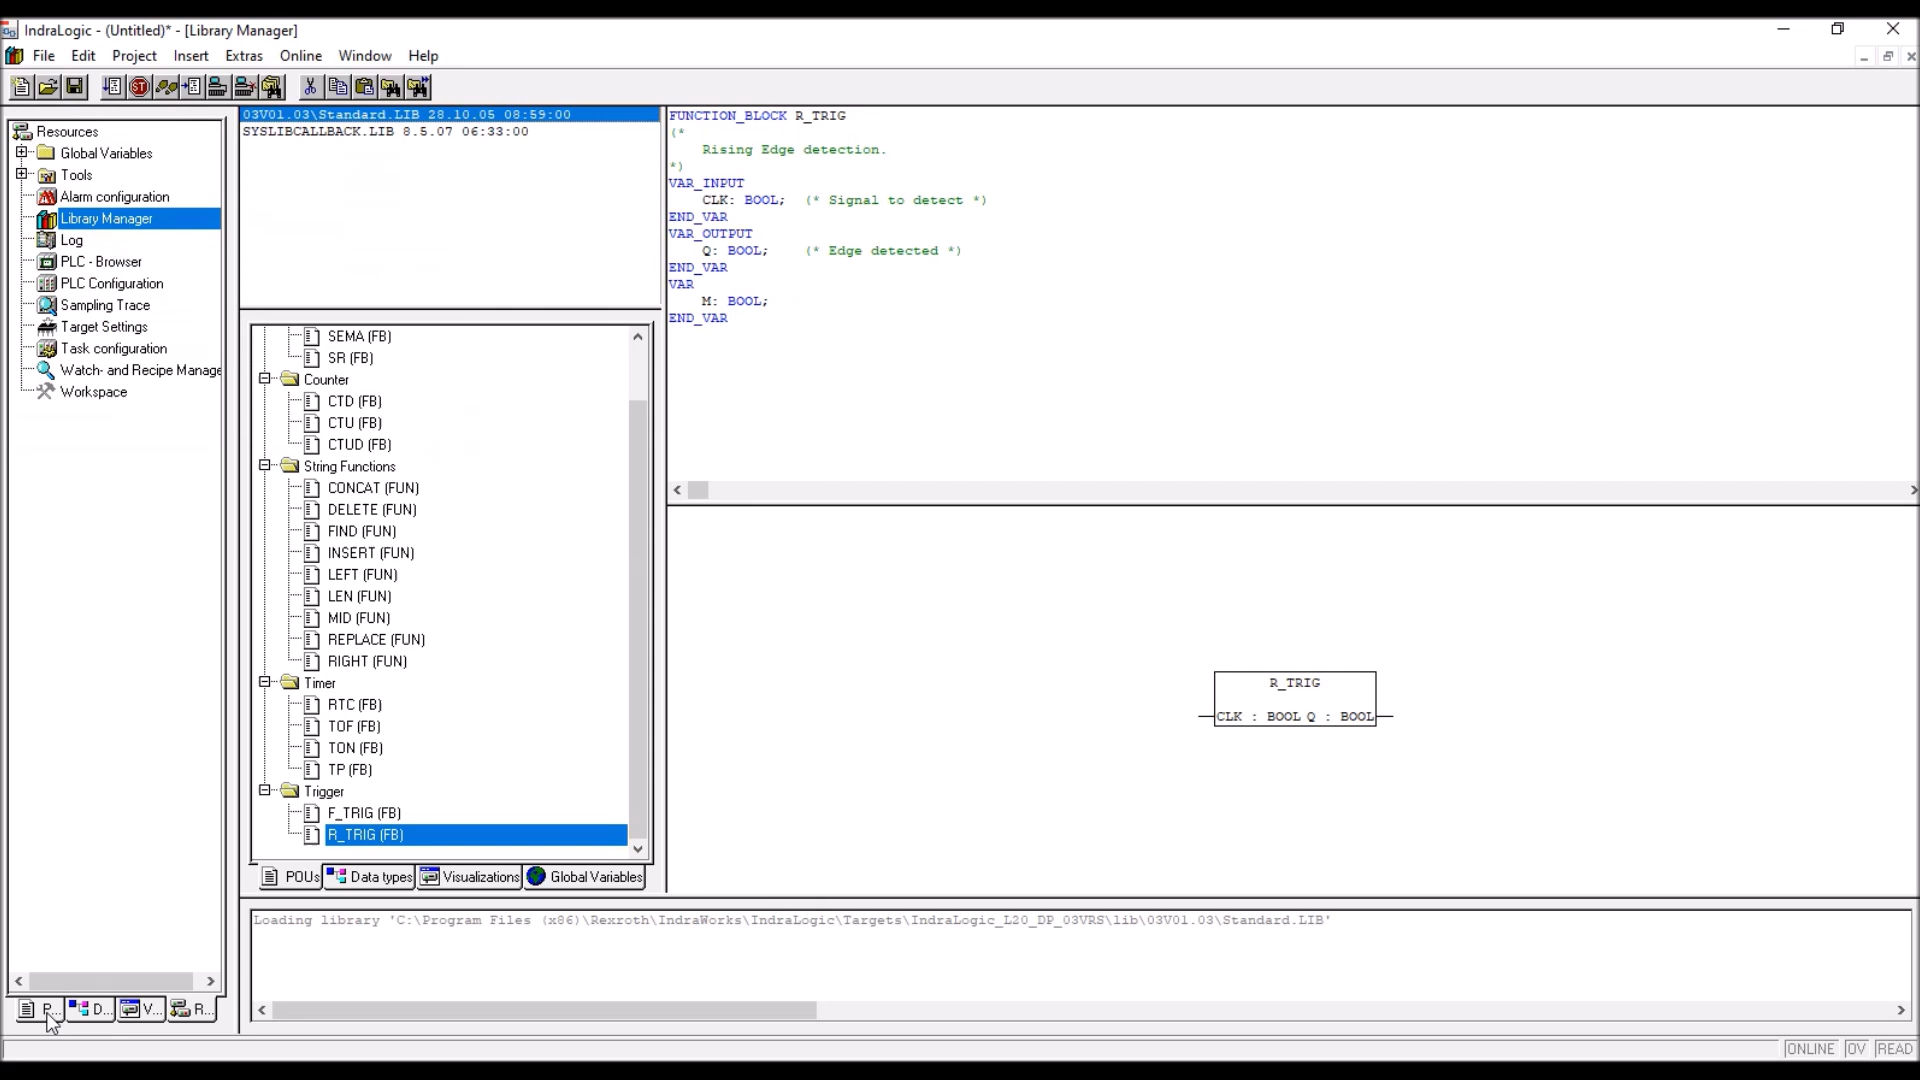 IndraLogic - (Untitled)* - [Library Manager]
File Edit Project Insert Extras Online Window Help
Resources
Global Variables
Tools
Alarm configuration
Library Manager
Log
PLC - Browser
PLC Configuration
Sampling Trace
Target Settings
Task configuration
Watch- and Recipe Manage
Workspace
P... D... V... R...
03V01.03\Standard.LIB 28.10.05 08:59:00
SYSLIBCALLBACK.LIB 8.5.07 06:33:00
SEMA (FB)
SR (FB)
Counter
CTD (FB)
CTU (FB)
CTUD (FB)
String Functions
CONCAT (FUN)
DELETE (FUN)
FIND (FUN)
INSERT (FUN)
LEFT (FUN)
LEN (FUN)
MID (FUN)
REPLACE (FUN)
RIGHT (FUN)
Timer
RTC (FB)
TOF (FB)
TON (FB)
TP (FB)
Trigger
F_TRIG (FB)
R_TRIG (FB)
POUs Data types Visualizations Global Variables
FUNCTION_BLOCK R_TRIG
(*
Rising Edge detection.
*)
VAR_INPUT
CLK: BOOL; (* Signal to detect *)
END_VAR
VAR_OUTPUT
Q: BOOL; (* Edge detected *)
END_VAR
VAR
M: BOOL;
END_VAR
R_TRIG
CLK : BOOL Q : BOOL
Loading library 'C:\Program Files (x86)\Rexroth\IndraWorks\IndraLogic\Targets\IndraLogic_L20_DP_03VRS\lib\03V01.03\Standard.LIB'
ONLINE OV READ